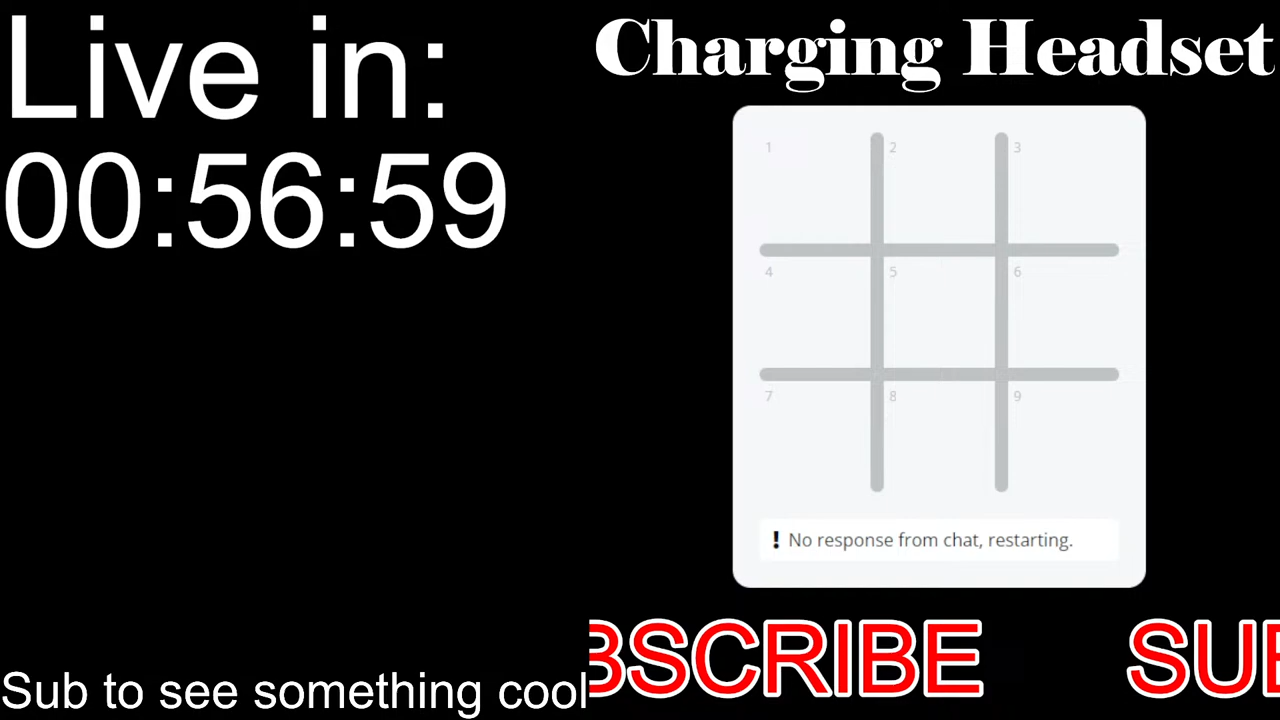 Live in:
00:56:59
Charging Headset
1 2 3
4 5 6
7 8 9
! No response from chat, restarting.
Sub to see something cool
BSCRIBE SUB